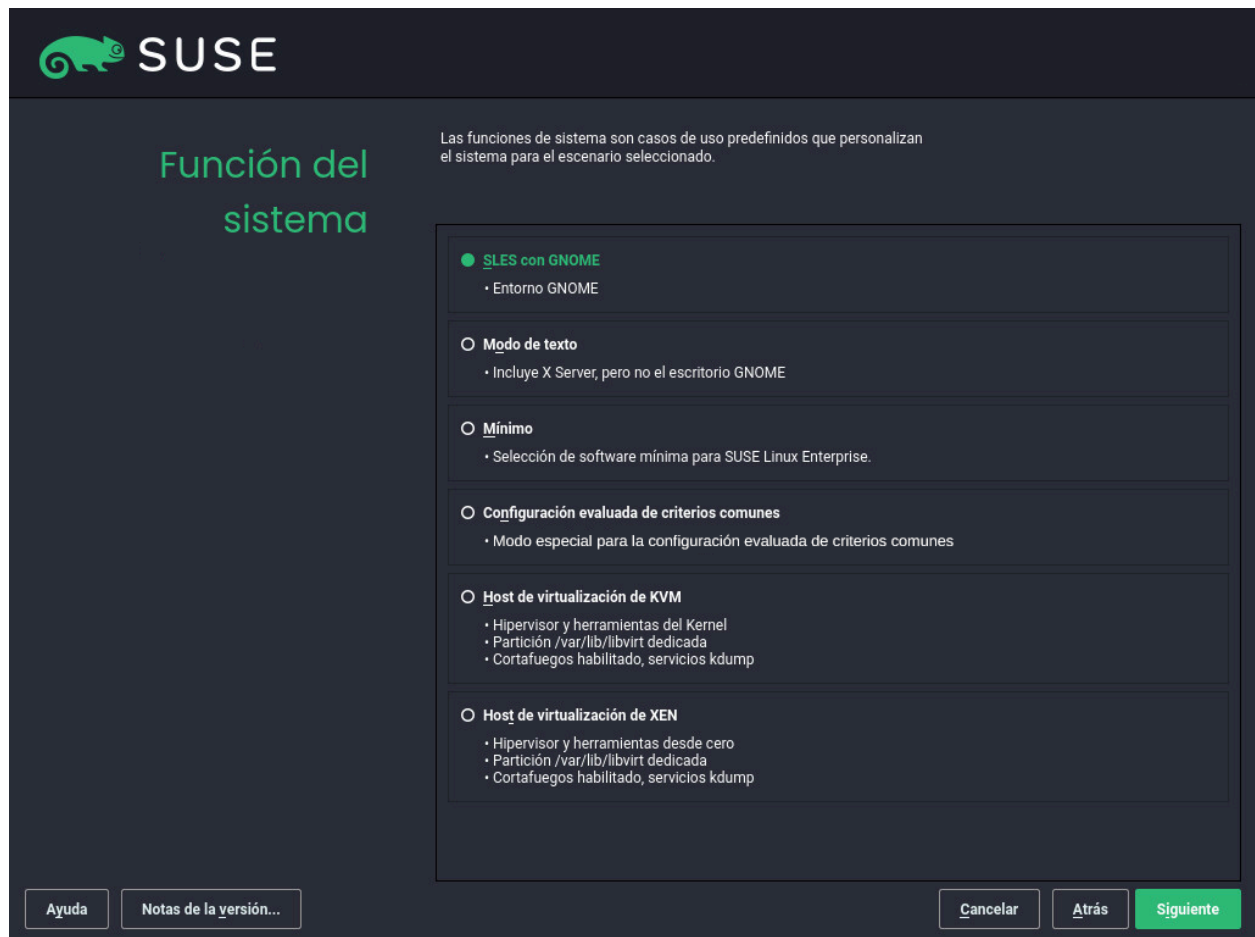 SUSE
Función del
sistema
Las funciones de sistema son casos de uso predefinidos que personalizan
el sistema para el escenario seleccionado.
SLES con GNOME
• Entorno GNOME
Modo de texto
• Incluye X Server, pero no el escritorio GNOME
Mínimo
• Selección de software mínima para SUSE Linux Enterprise.
Configuración evaluada de criterios comunes
• Modo especial para la configuración evaluada de criterios comunes
Host de virtualización de KVM
• Hipervisor y herramientas del Kernel
• Partición /var/lib/libvirt dedicada
• Cortafuegos habilitado, servicios kdump
Host de virtualización de XEN
• Hipervisor y herramientas desde cero
• Partición /var/lib/libvirt dedicada
• Cortafuegos habilitado, servicios kdump
Ayuda Notas de la versión... Cancelar Atrás Siguiente